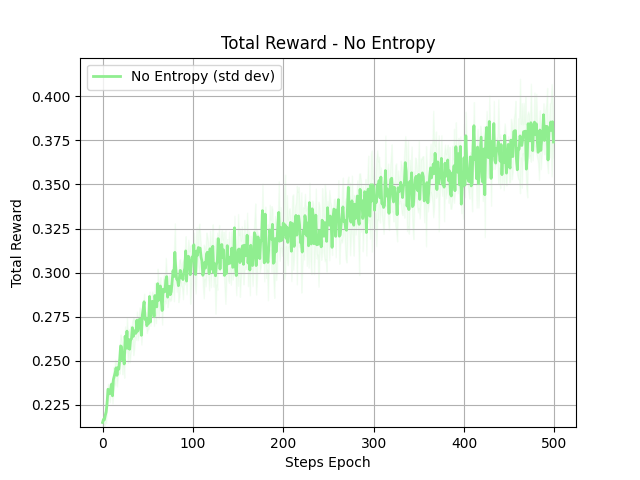 Total Reward - No Entropy
No Entropy (std dev)
Total Reward
0.400
0.375
0.350
0.325
0.300
0.275
0.250
0.225
0 100 200 300 400 500
Steps Epoch